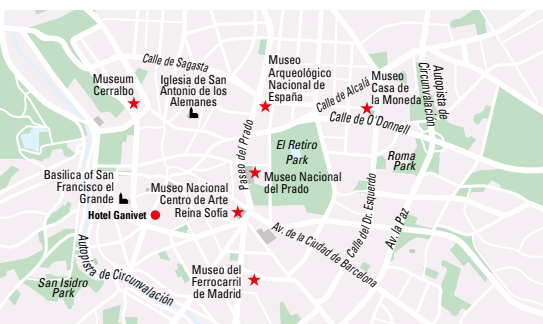 Calle de Sagasta
Museo
Arqueológico
Nacional de
España
Museum
Cerralbo
Iglesia de San
Antonio de los
Alemanes
Calle de Alcalá
Museo
Casa de
la Moneda
Autopista de
Circunvalación
Calle de O'Donnell
Paseo del Prado
El Retiro
Park
Roma
Park
Basilica of San
Francisco el
Grande
Museo Nacional
Centro de Arte
Reina Sofía
Museo Nacional
del Prado
Hotel Ganivet
Calle del Dr. Esquerdo
Av. la Paz
Av. de la Ciudad de Barcelona
Autopista de Circunvalación
San Isidro
Park
Museo del
Ferrocarril
de Madrid